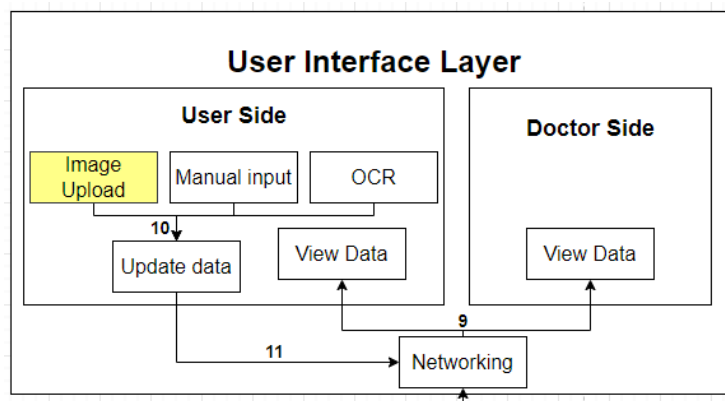 User Interface Layer
User Side
Doctor Side
Image
Upload
Manual input
OCR
10
Update data
View Data
View Data
9
11
Networking